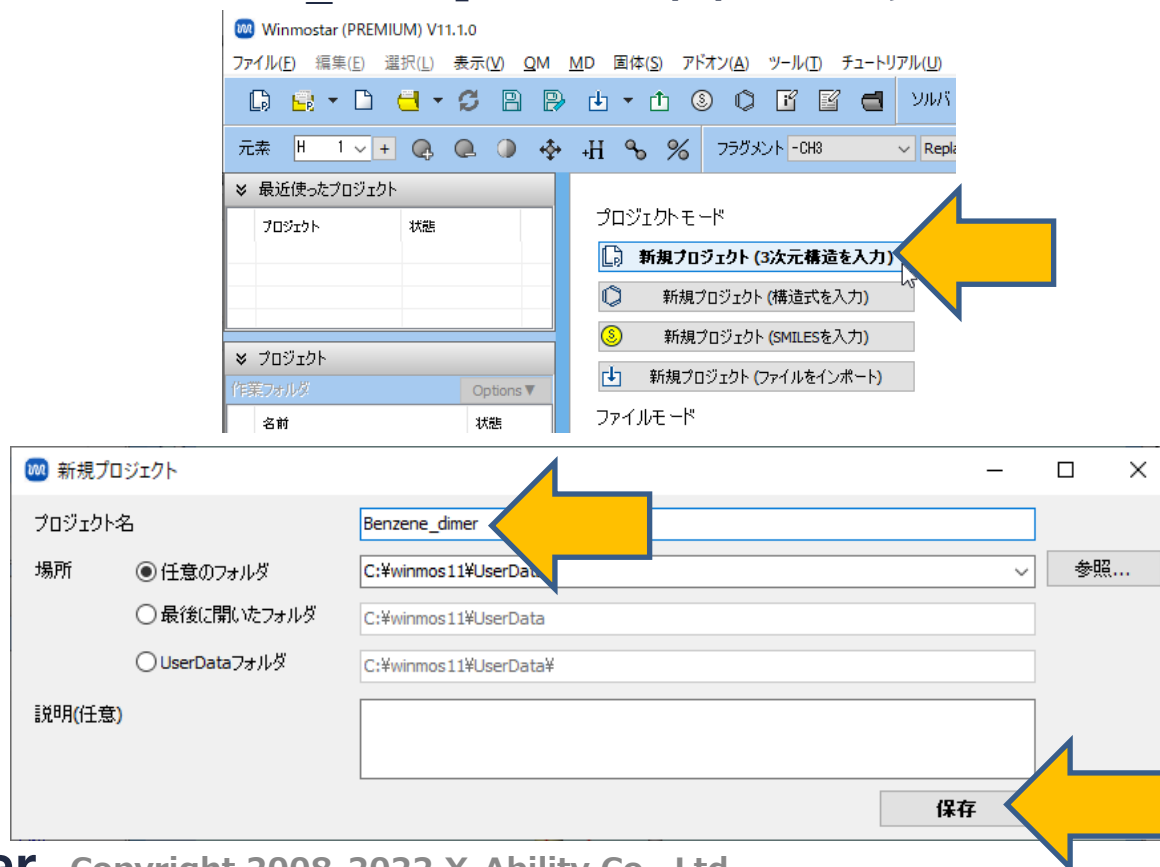 Winmostar (PREMIUM) V11.1.0
ファイル(F) 編集(E) 選択(L) 表示(V) QM MD 固体(S) アドオン(A) ツール(T) チュートリアル(U)
ソルバ
元素 H 1 + +H フラグメント -CH3
最近使ったプロジェクト
プロジェクト 状態
プロジェクトモード
新規プロジェクト (3次元構造を入力)
新規プロジェクト (構造式を入力)
新規プロジェクト (SMILESを入力)
新規プロジェクト (ファイルをインポート)
ファイルモード
プロジェクト
作業フォルダ Options▼
名前 状態
新規プロジェクト
プロジェクト名 Benzene_dimer
場所 任意のフォルダ C:¥winmos11¥UserData 参照...
最後に開いたフォルダ C:¥winmos11¥UserData
UserDataフォルダ C:¥winmos11¥UserData¥
説明(任意)
保存
Copyright 2008-2022 X-Ability Co., Ltd.